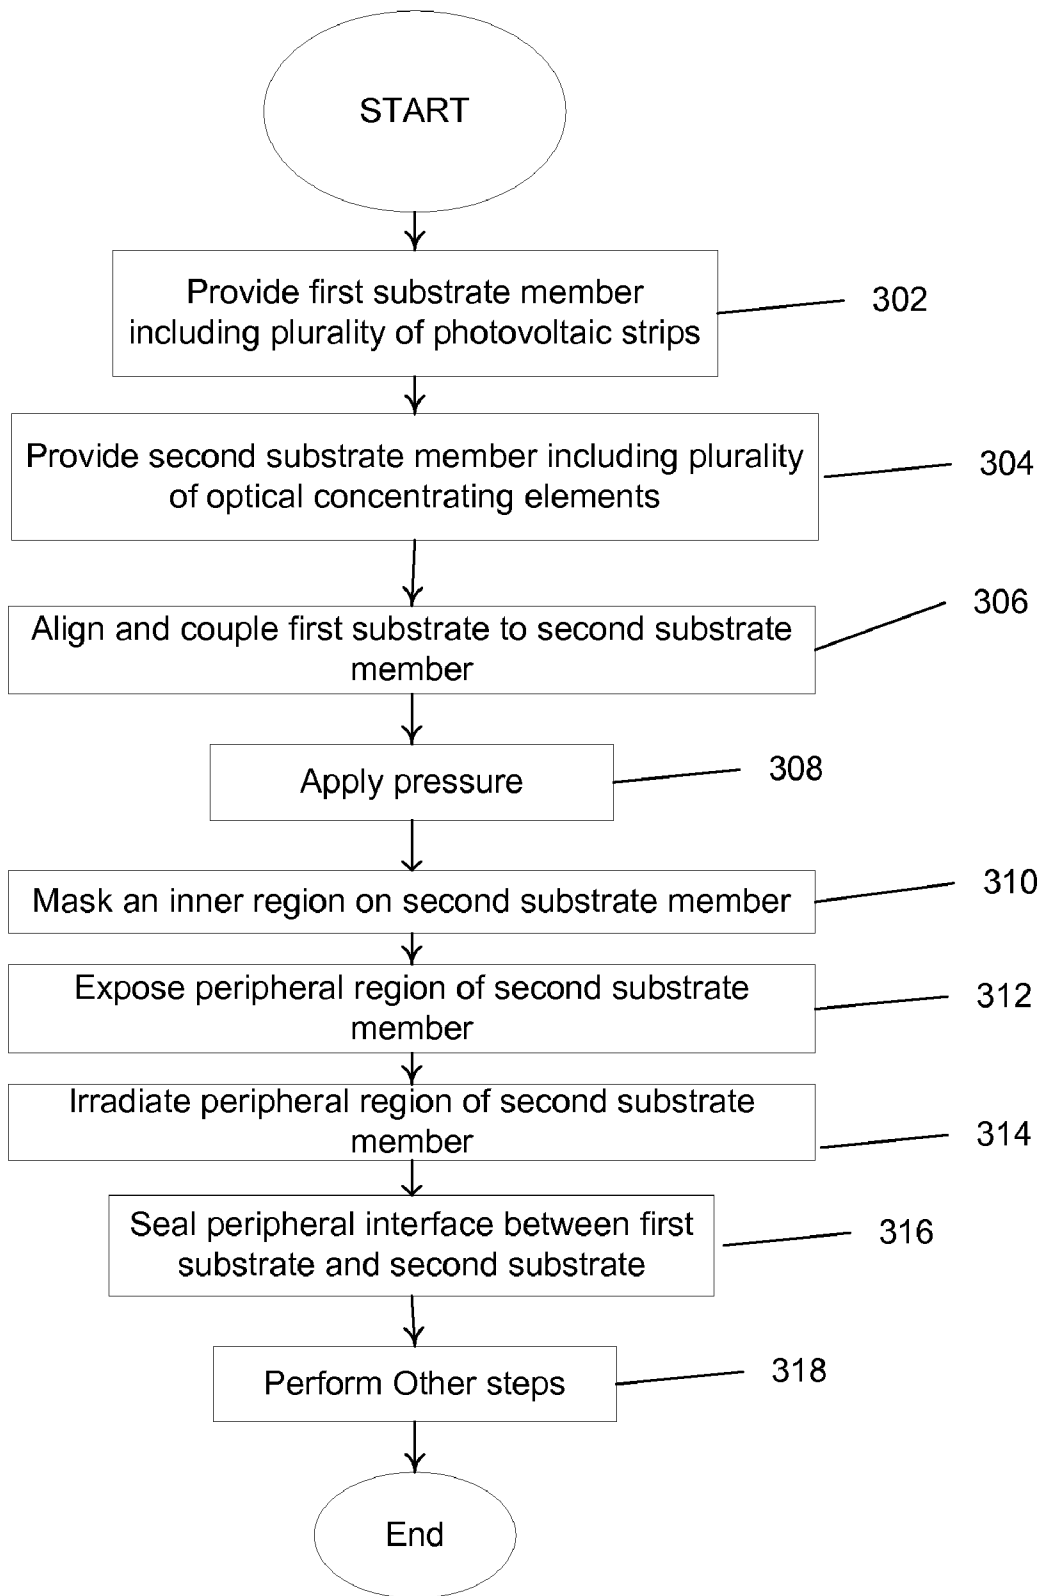 START
Provide first substrate member
including plurality of photovoltaic strips
302
Provide second substrate member including plurality
of optical concentrating elements
304
Align and couple first substrate to second substrate
member
306
Apply pressure
308
Mask an inner region on second substrate member
310
Expose peripheral region of second substrate
member
312
Irradiate peripheral region of second substrate
member
314
Seal peripheral interface between first
substrate and second substrate
316
Perform Other steps
318
End